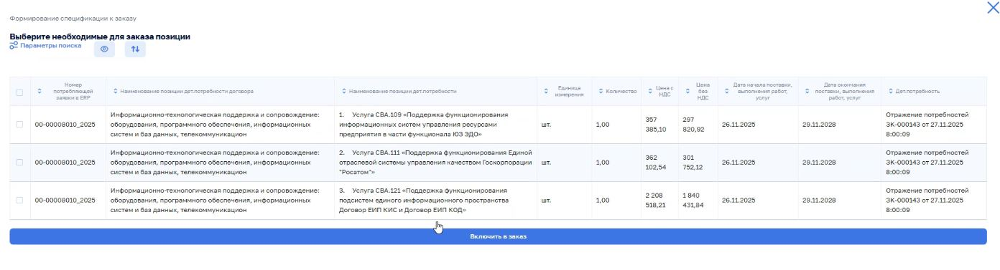 Формирование спецификации к заказу
Выберите необходимые для заказа позиции
Параметры поиска
Номер
потребляющей
заявки в ERP
Наименование позиции дет.потребности договора
Наименование позиции дет.потребности
Единица
измерения
Количество
Цена с
НДС
Цена
без
НДС
Дата начала поставки,
выполнения работ,
услуг
Дата окончания
поставки, выполнения
работ, услуг
Дет.потребность
00-00008010_2025
Информационно-технологическая поддержка и сопровождение:
оборудования, программного обеспечения, информационных
систем и баз данных, телекоммуникацион
1. Услуга СВА.109 «Поддержка функционирования
информационных систем управления ресурсами
предприятия в части функционала ЮЗ ЭДО»
шт.
1,00
357
385,10
297
820,92
26.11.2025
29.11.2028
Отражение потребностей
ЗК-000143 от 27.11.2025
8:00:09
00-00008010_2025
Информационно-технологическая поддержка и сопровождение:
оборудования, программного обеспечения, информационных
систем и баз данных, телекоммуникацион
2. Услуга СВА.111 «Поддержка функционирования Единой
отраслевой системы управления качеством Госкорпорации
"Росатом"»
шт.
1,00
362
102,54
301
752,12
26.11.2025
29.11.2028
Отражение потребностей
ЗК-000143 от 27.11.2025
8:00:09
00-00008010_2025
Информационно-технологическая поддержка и сопровождение:
оборудования, программного обеспечения, информационных
систем и баз данных, телекоммуникацион
3. Услуга СВА.121 «Поддержка функционирования
подсистем единого информационного пространства
Договор ЕИП КИС и Договор ЕИП КОД»
шт.
1,00
2 208
518,21
1 840
431,84
26.11.2025
29.11.2028
Отражение потребностей
ЗК-000143 от 27.11.2025
8:00:09
Включить в заказ